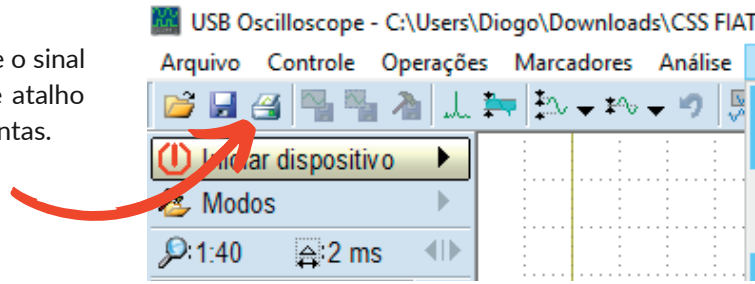 USB Oscilloscope - C:\Users\Diogo\Downloads\CSS FIAT
e o sinal
Arquivo Controle Operações Marcadores Análise
e atalho
ntas.
Iniciar dispositivo
Modos
:1:40 :2 ms